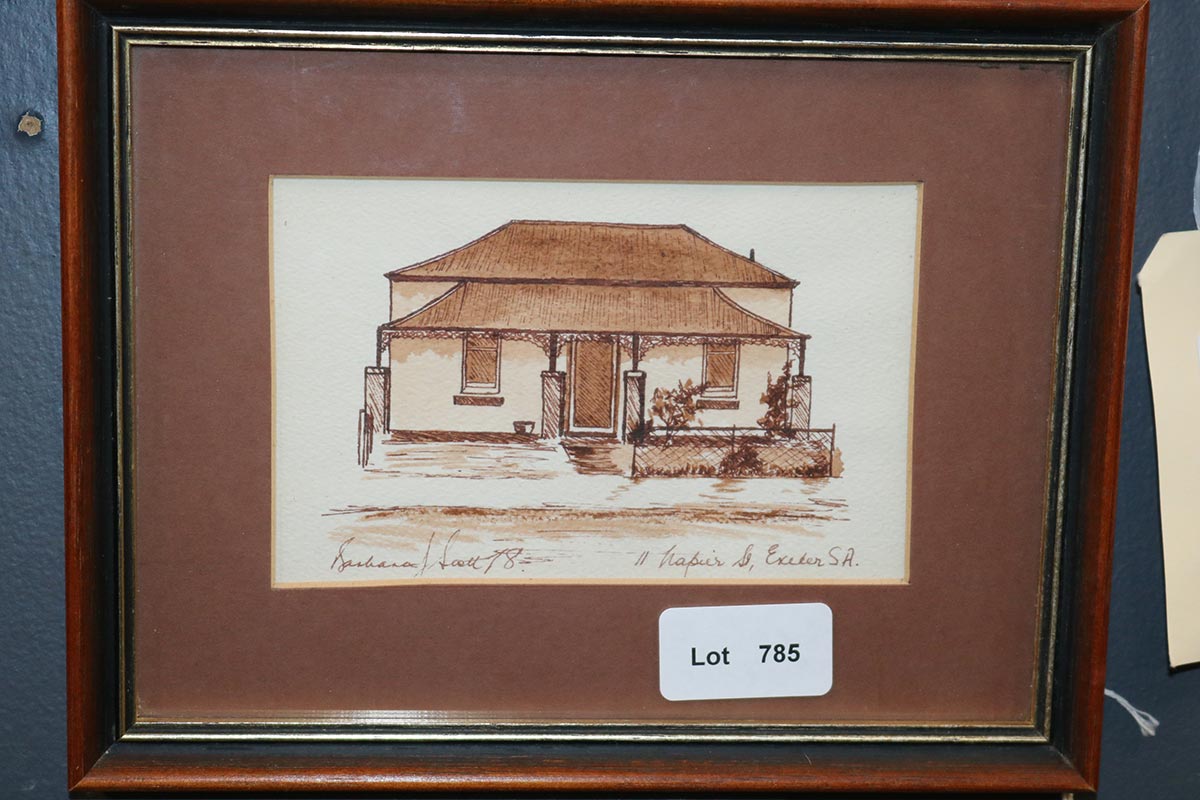 Barbara J Scott 78
11 Napier St, Exeter SA.
Lot 785